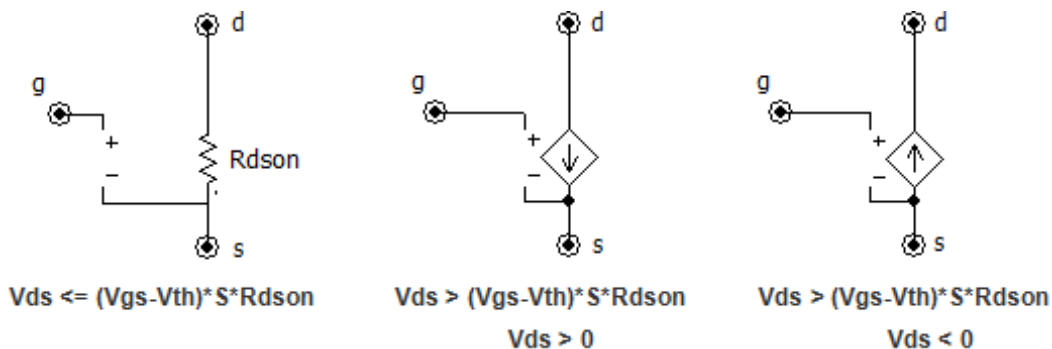 d
g
+
−
Rdson
s
Vds <= (Vgs-Vth)*S*Rdson
d
g
+
−
s
Vds > (Vgs-Vth)*S*Rdson
Vds > 0
d
g
+
−
s
Vds > (Vgs-Vth)*S*Rdson
Vds < 0